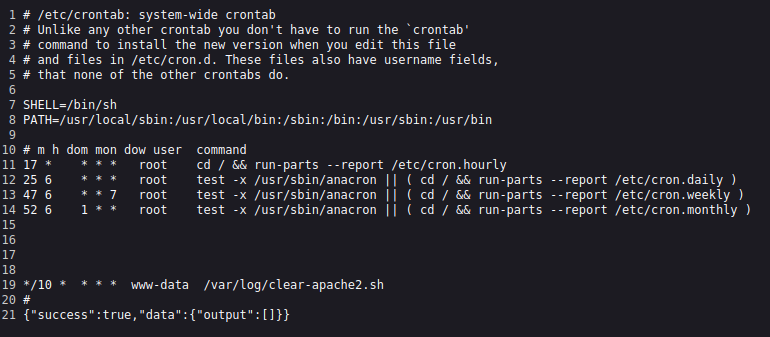 1 # /etc/crontab: system-wide crontab
2 # Unlike any other crontab you don't have to run the `crontab'
3 # command to install the new version when you edit this file
4 # and files in /etc/cron.d. These files also have username fields,
5 # that none of the other crontabs do.
6
7 SHELL=/bin/sh
8 PATH=/usr/local/sbin:/usr/local/bin:/sbin:/bin:/usr/sbin:/usr/bin
9
10 # m h dom mon dow user  command
11 17 *    * * *   root    cd / && run-parts --report /etc/cron.hourly
12 25 6    * * *   root    test -x /usr/sbin/anacron || ( cd / && run-parts --report /etc/cron.daily )
13 47 6    * * 7   root    test -x /usr/sbin/anacron || ( cd / && run-parts --report /etc/cron.weekly )
14 52 6    1 * *   root    test -x /usr/sbin/anacron || ( cd / && run-parts --report /etc/cron.monthly )
15
16
17
18
19 */10 *  * * *  www-data  /var/log/clear-apache2.sh
20 #
21 {"success":true,"data":{"output":[]}}